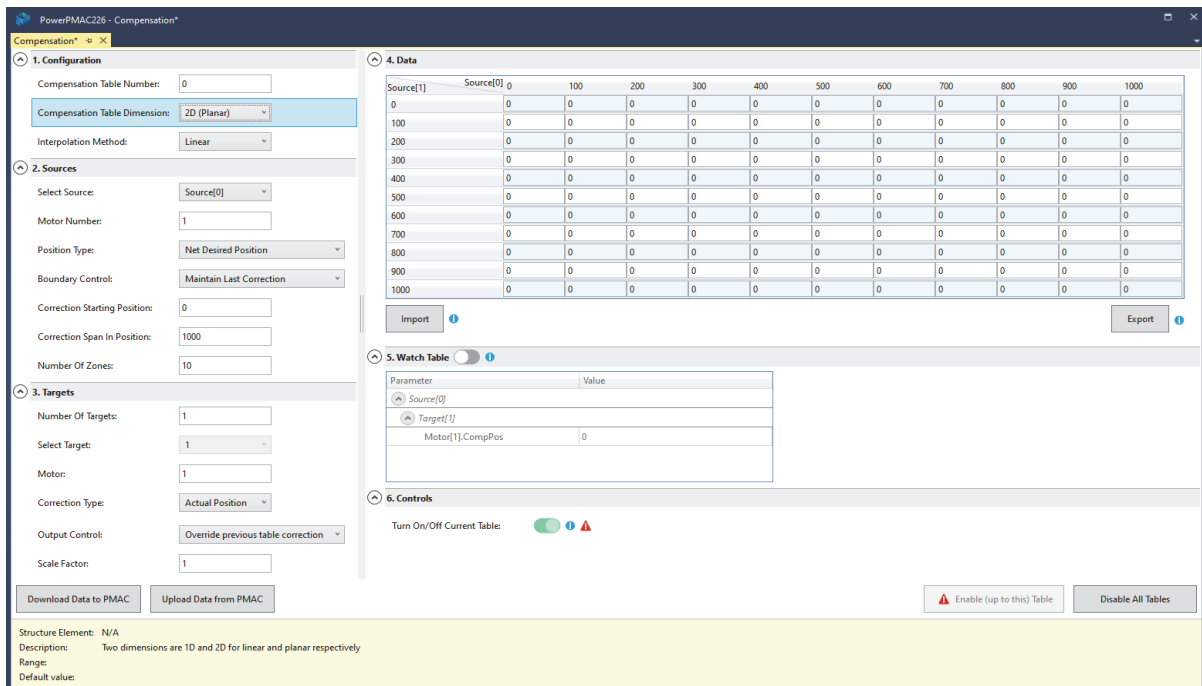 PowerPMAC226 - Compensation*
Compensation*
1. Configuration
Compensation Table Number: 0
Compensation Table Dimension: 2D (Planar)
Interpolation Method: Linear
2. Sources
Select Source: Source[0]
Motor Number: 1
Position Type: Net Desired Position
Boundary Control: Maintain Last Correction
Correction Starting Position: 0
Correction Span In Position: 1000
Number Of Zones: 10
3. Targets
Number Of Targets: 1
Select Target: 1
Motor: 1
Correction Type: Actual Position
Output Control: Override previous table correction
Scale Factor: 1
Download Data to PMAC Upload Data from PMAC
4. Data
Source[1] Source[0] 0 100 200 300 400 500 600 700 800 900 1000
0 0 0 0 0 0 0 0 0 0 0 0
100 0 0 0 0 0 0 0 0 0 0 0
200 0 0 0 0 0 0 0 0 0 0 0
300 0 0 0 0 0 0 0 0 0 0 0
400 0 0 0 0 0 0 0 0 0 0 0
500 0 0 0 0 0 0 0 0 0 0 0
600 0 0 0 0 0 0 0 0 0 0 0
700 0 0 0 0 0 0 0 0 0 0 0
800 0 0 0 0 0 0 0 0 0 0 0
900 0 0 0 0 0 0 0 0 0 0 0
1000 0 0 0 0 0 0 0 0 0 0 0
Import Export
5. Watch Table
Parameter Value
Source[0]
Target[1]
Motor[1].CompPos 0
6. Controls
Turn On/Off Current Table:
Enable (up to this) Table Disable All Tables
Structure Element: N/A
Description: Two dimensions are 1D and 2D for linear and planar respectively
Range:
Default value: